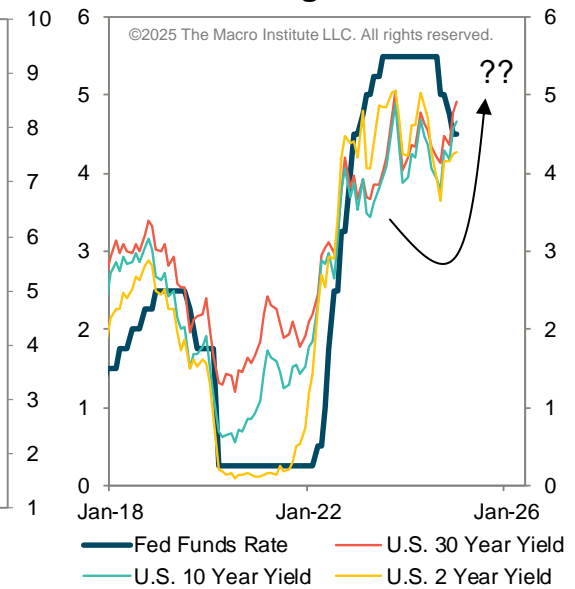 10 6 6
©2025 The Macro Institute LLC. All rights reserved.
??
9 5 5
8
4 4
7
6 3 3
5
2 2
4
3 1 1
2
1 0 0
Jan-18 Jan-22 Jan-26
Fed Funds Rate U.S. 30 Year Yield
U.S. 10 Year Yield U.S. 2 Year Yield